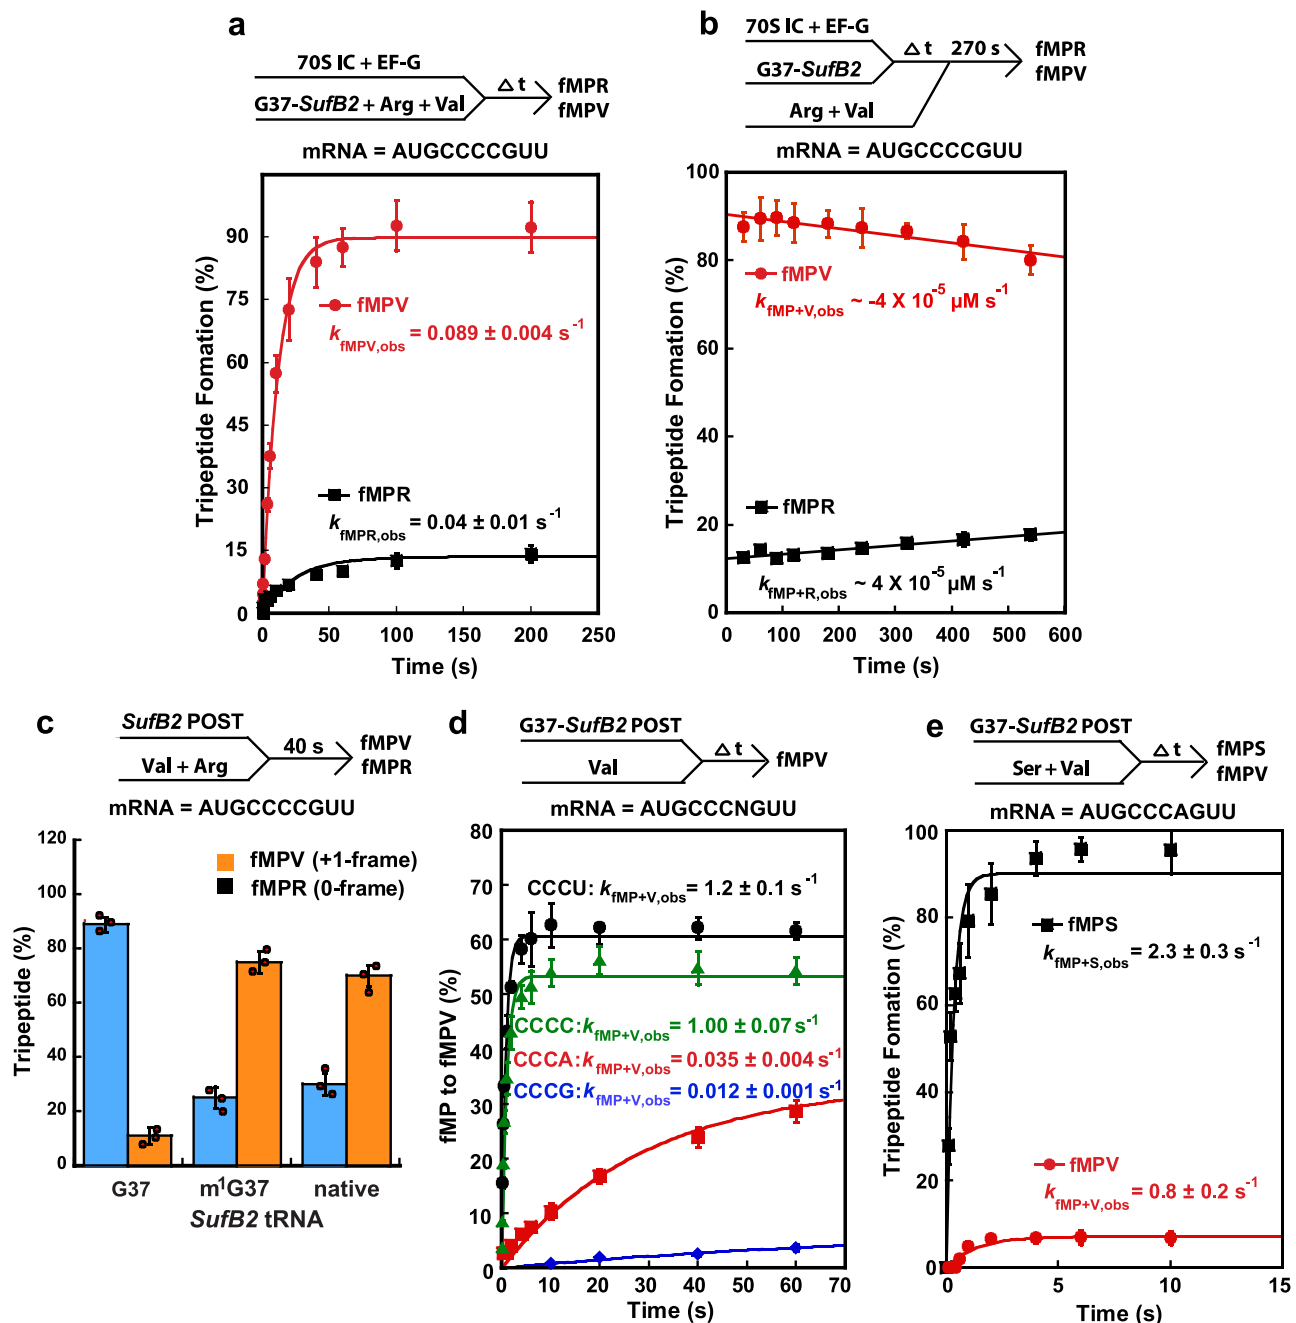 a
70S IC + EF-G
G37-SufB2 + Arg + Val
Δ t
fMPR
fMPV
mRNA = AUGCCCCGUU
Tripeptide Fomation (%)
90
75
60
45
30
15
0
fMPV
kfMPV,obs = 0.089 ± 0.004 s-1
fMPR
kfMPR,obs = 0.04 ± 0.01 s-1
0 50 100 150 200 250
Time (s)
b
70S IC + EF-G
G37-SufB2
Δ t
270 s
fMPR
fMPV
Arg + Val
mRNA = AUGCCCCGUU
Tripeptide Fomation (%)
100
80
60
40
20
0
fMPV
kfMP+V,obs ~ -4 X 10-5 μM s-1
fMPR
kfMP+R,obs ~ 4 X 10-5 μM s-1
0 100 200 300 400 500 600
Time (s)
c
SufB2 POST
Val + Arg
40 s
fMPV
fMPR
mRNA = AUGCCCCGUU
Tripeptide (%)
120
100
80
60
40
20
0
fMPV (+1-frame)
fMPR (0-frame)
G37 m1G37 native
SufB2 tRNA
d
G37-SufB2 POST
Val
Δ t
fMPV
mRNA = AUGCCCNGUU
fMP to fMPV (%)
80
70
60
50
40
30
20
10
0
CCCU: kfMP+V,obs = 1.2 ± 0.1 s-1
CCCC: kfMP+V,obs = 1.00 ± 0.07 s-1
CCCA: kfMP+V,obs = 0.035 ± 0.004 s-1
CCCG: kfMP+V,obs = 0.012 ± 0.001 s-1
0 10 20 30 40 50 60 70
Time (s)
e
G37-SufB2 POST
Ser + Val
Δ t
fMPS
fMPV
mRNA = AUGCCCAGUU
Tripeptide Fomation (%)
100
80
60
40
20
0
fMPS
kfMP+S,obs = 2.3 ± 0.3 s-1
fMPV
kfMP+V,obs = 0.8 ± 0.2 s-1
0 5 10 15
Time (s)